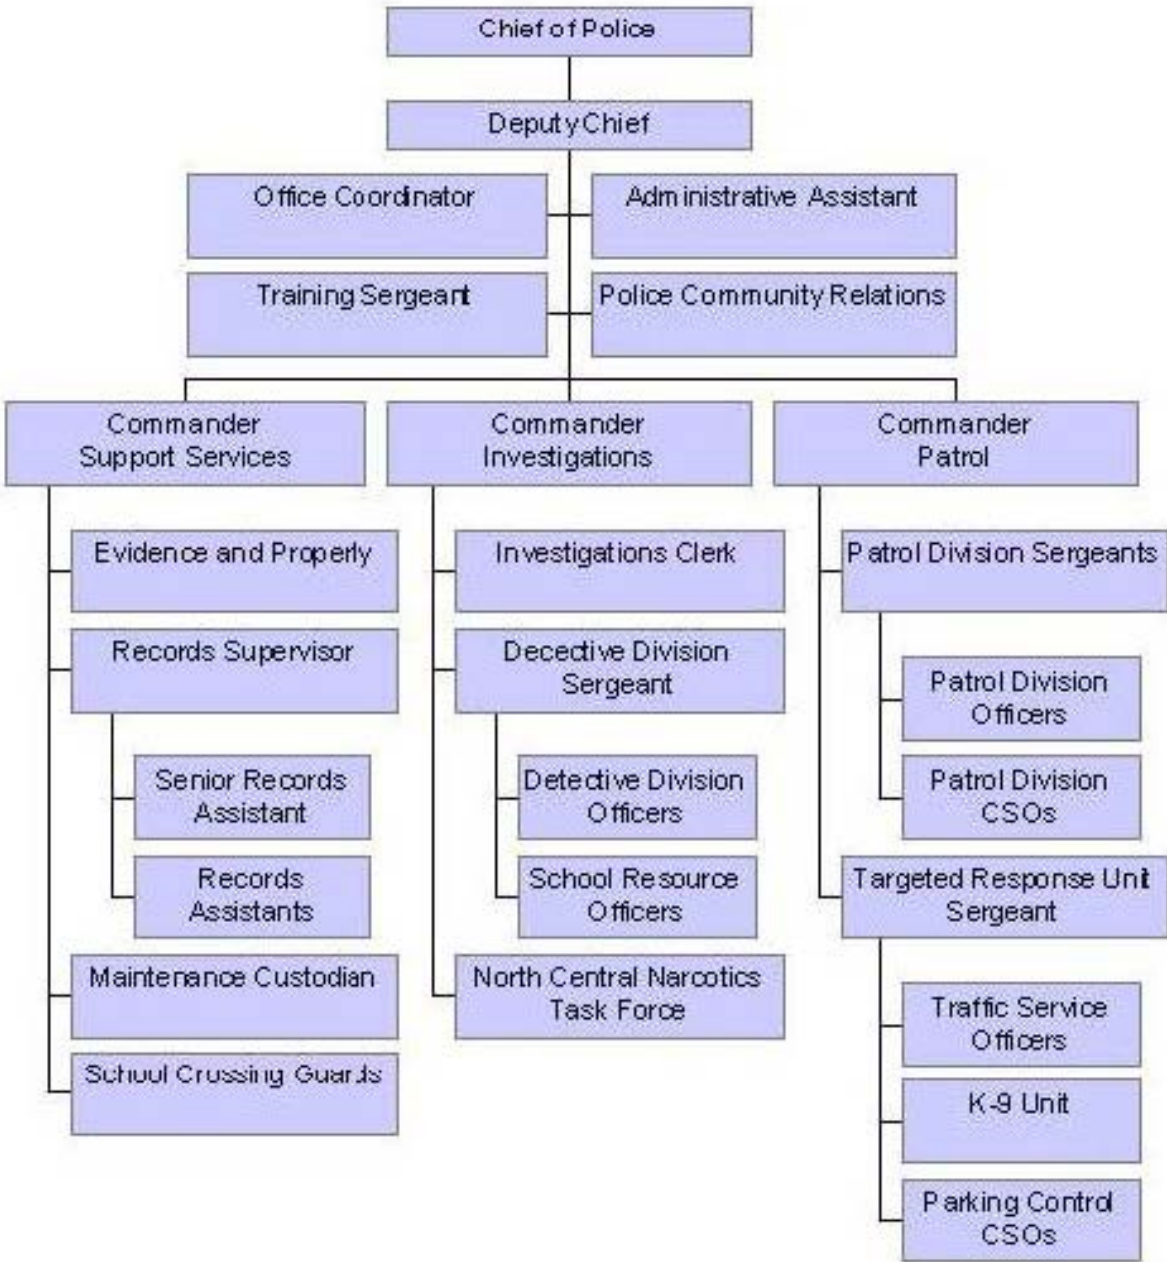 Chief of Police
Deputy Chief
Office Coordinator
Administrative Assistant
Training Sergeant
Police Community Relations
Commander
Support Services
Commander
Investigations
Commander
Patrol
Evidence and Properly
Records Supervisor
Senior Records
Assistant
Records
Assistants
Maintenance Custodian
School Crossing Guards
Investigations Clerk
Decective Division
Sergeant
Detective Division
Officers
School Resource
Officers
North Central Narcotics
Task Force
Patrol Division Sergeants
Patrol Division
Officers
Patrol Division
CSOs
Targeted Response Unit
Sergeant
Traffic Service
Officers
K-9 Unit
Parking Control
CSOs